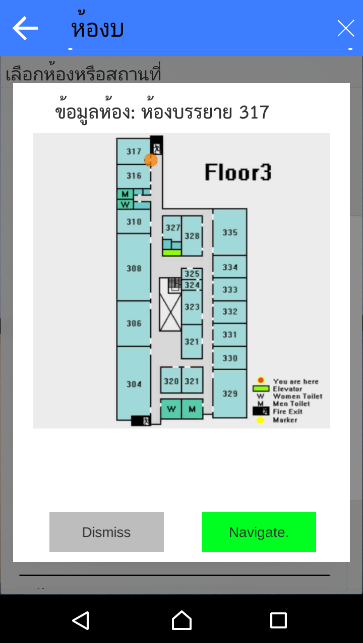 ห้องบ
เลือกห้องหรือสถานที่
ข้อมูลห้อง: ห้องบรรยาย 317
Floor3
317
316
M
W
310
308
306
304
327
328
325
324
323
321
320
321
W
M
335
334
333
332
331
330
329
You are here
Elevator
W Women Toilet
M Men Toilet
Fire Exit
Marker
Dismiss
Navigate.